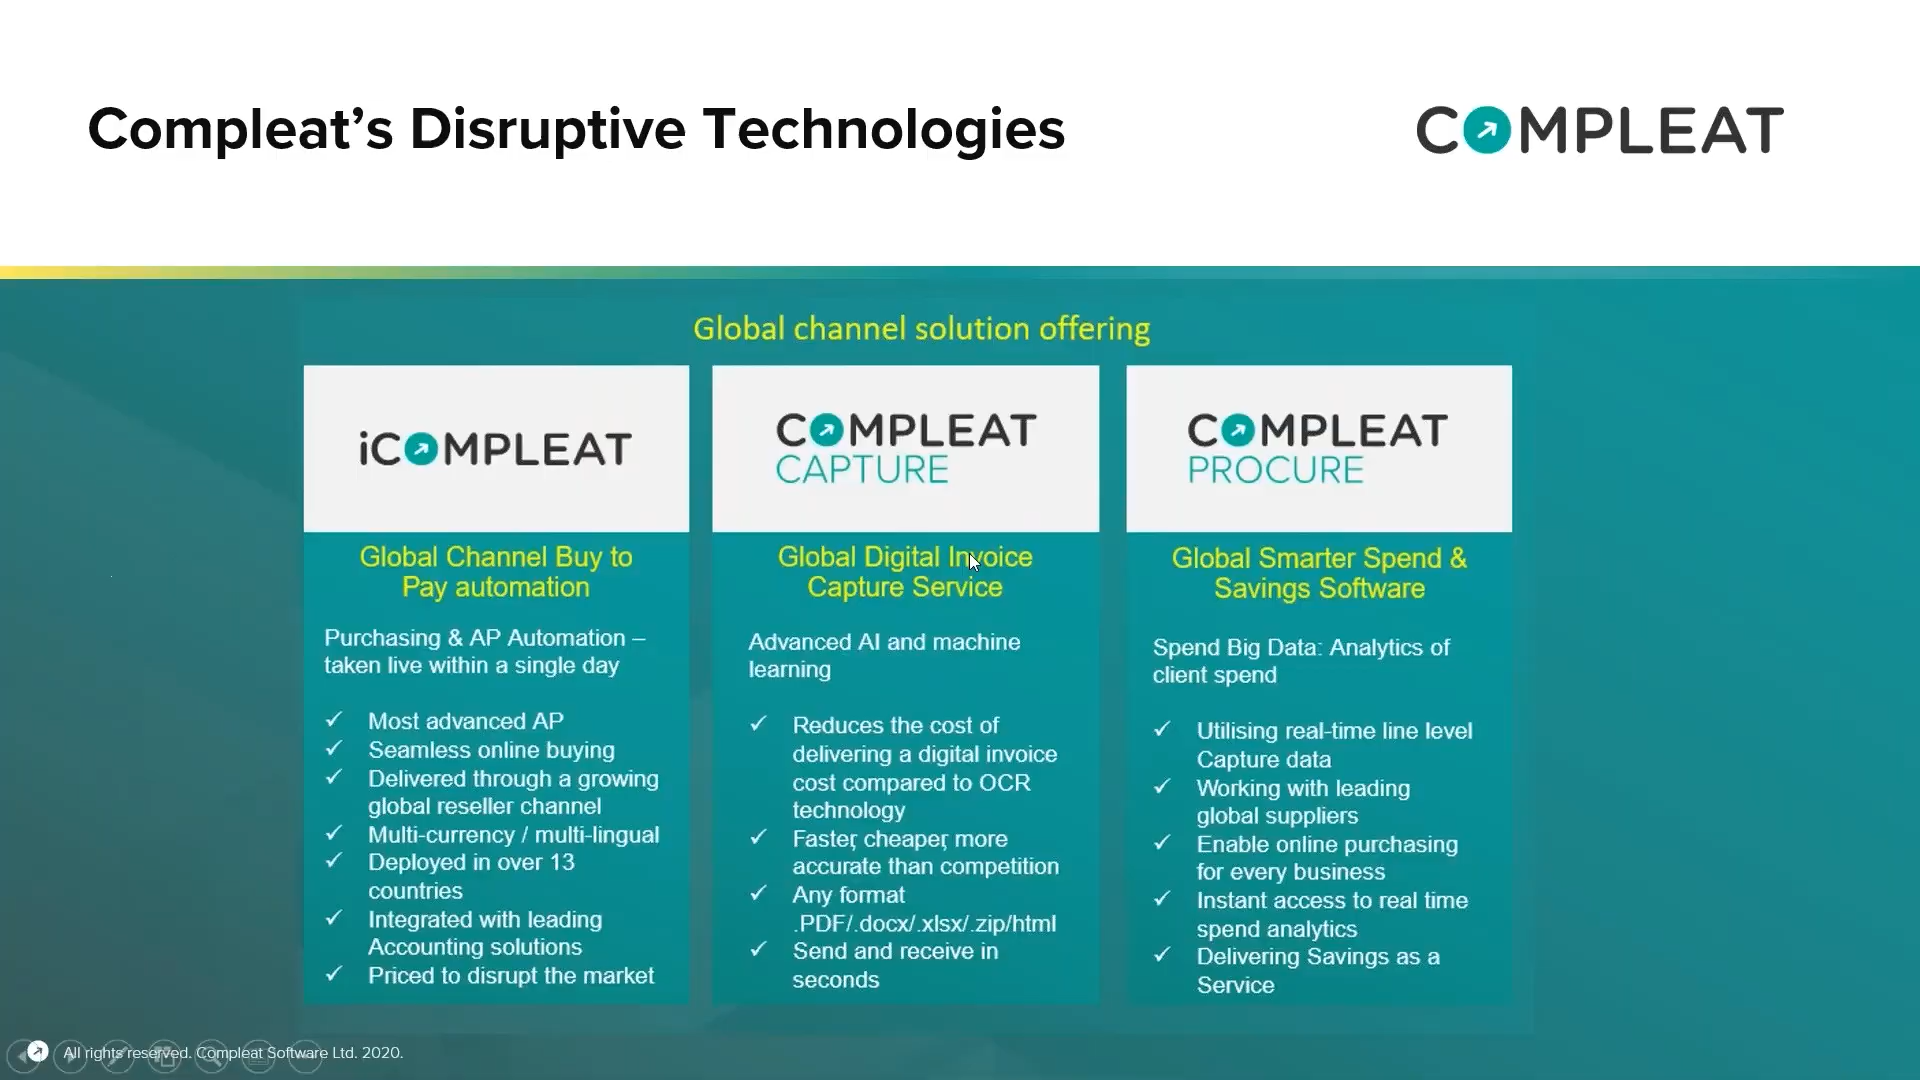 Compleat’s Disruptive Technologies
COMPLEAT
Global channel solution offering
iCOMPLEAT
Global Channel Buy to
Pay automation
Purchasing & AP Automation –
taken live within a single day
✓ Most advanced AP
✓ Seamless online buying
✓ Delivered through a growing
global reseller channel
✓ Multi-currency / multi-lingual
✓ Deployed in over 13
countries
✓ Integrated with leading
Accounting solutions
✓ Priced to disrupt the market
COMPLEAT
CAPTURE
Global Digital Invoice
Capture Service
Advanced AI and machine
learning
✓ Reduces the cost of
delivering a digital invoice
cost compared to OCR
technology
✓ Faster, cheaper, more
accurate than competition
✓ Any format
.PDF/.docx/.xlsx/.zip/html
✓ Send and receive in
seconds
COMPLEAT
PROCURE
Global Smarter Spend &
Savings Software
Spend Big Data: Analytics of
client spend
✓ Utilising real-time line level
Capture data
✓ Working with leading
global suppliers
✓ Enable online purchasing
for every business
✓ Instant access to real time
spend analytics
✓ Delivering Savings as a
Service
All rights reserved. Compleat Software Ltd. 2020.